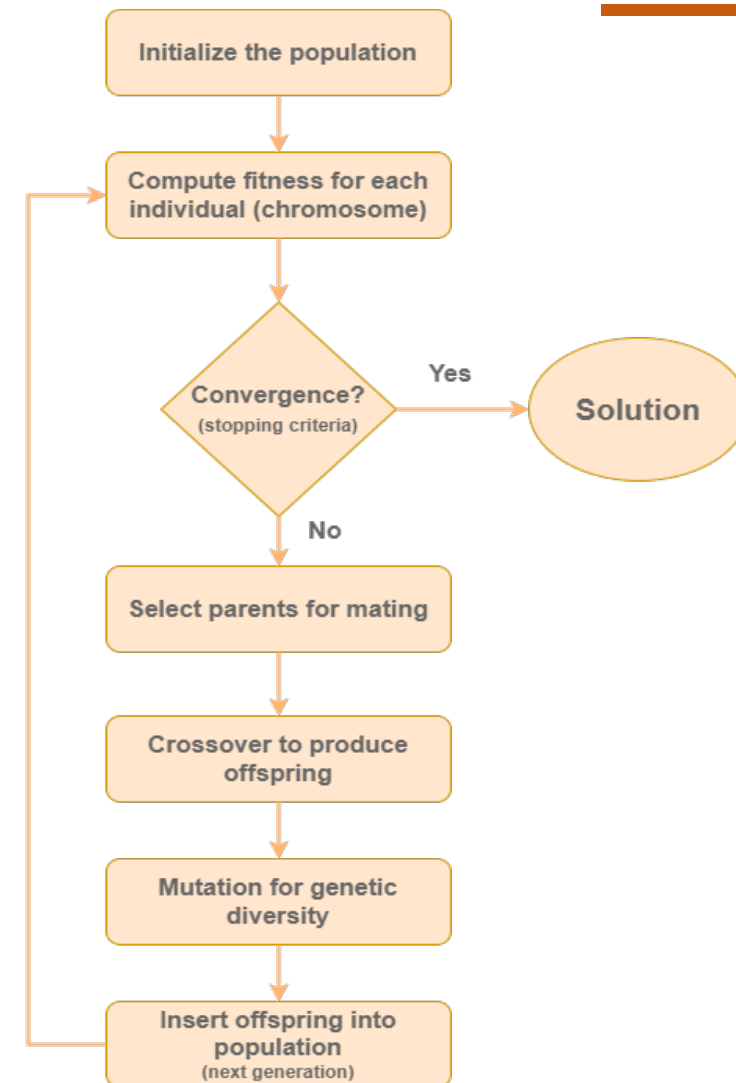 Initialize the population
Compute fitness for each
individual (chromosome)
Convergence?
(stopping criteria)
Yes
Solution
No
Select parents for mating
Crossover to produce
offspring
Mutation for genetic
diversity
Insert offspring into
population
(next generation)